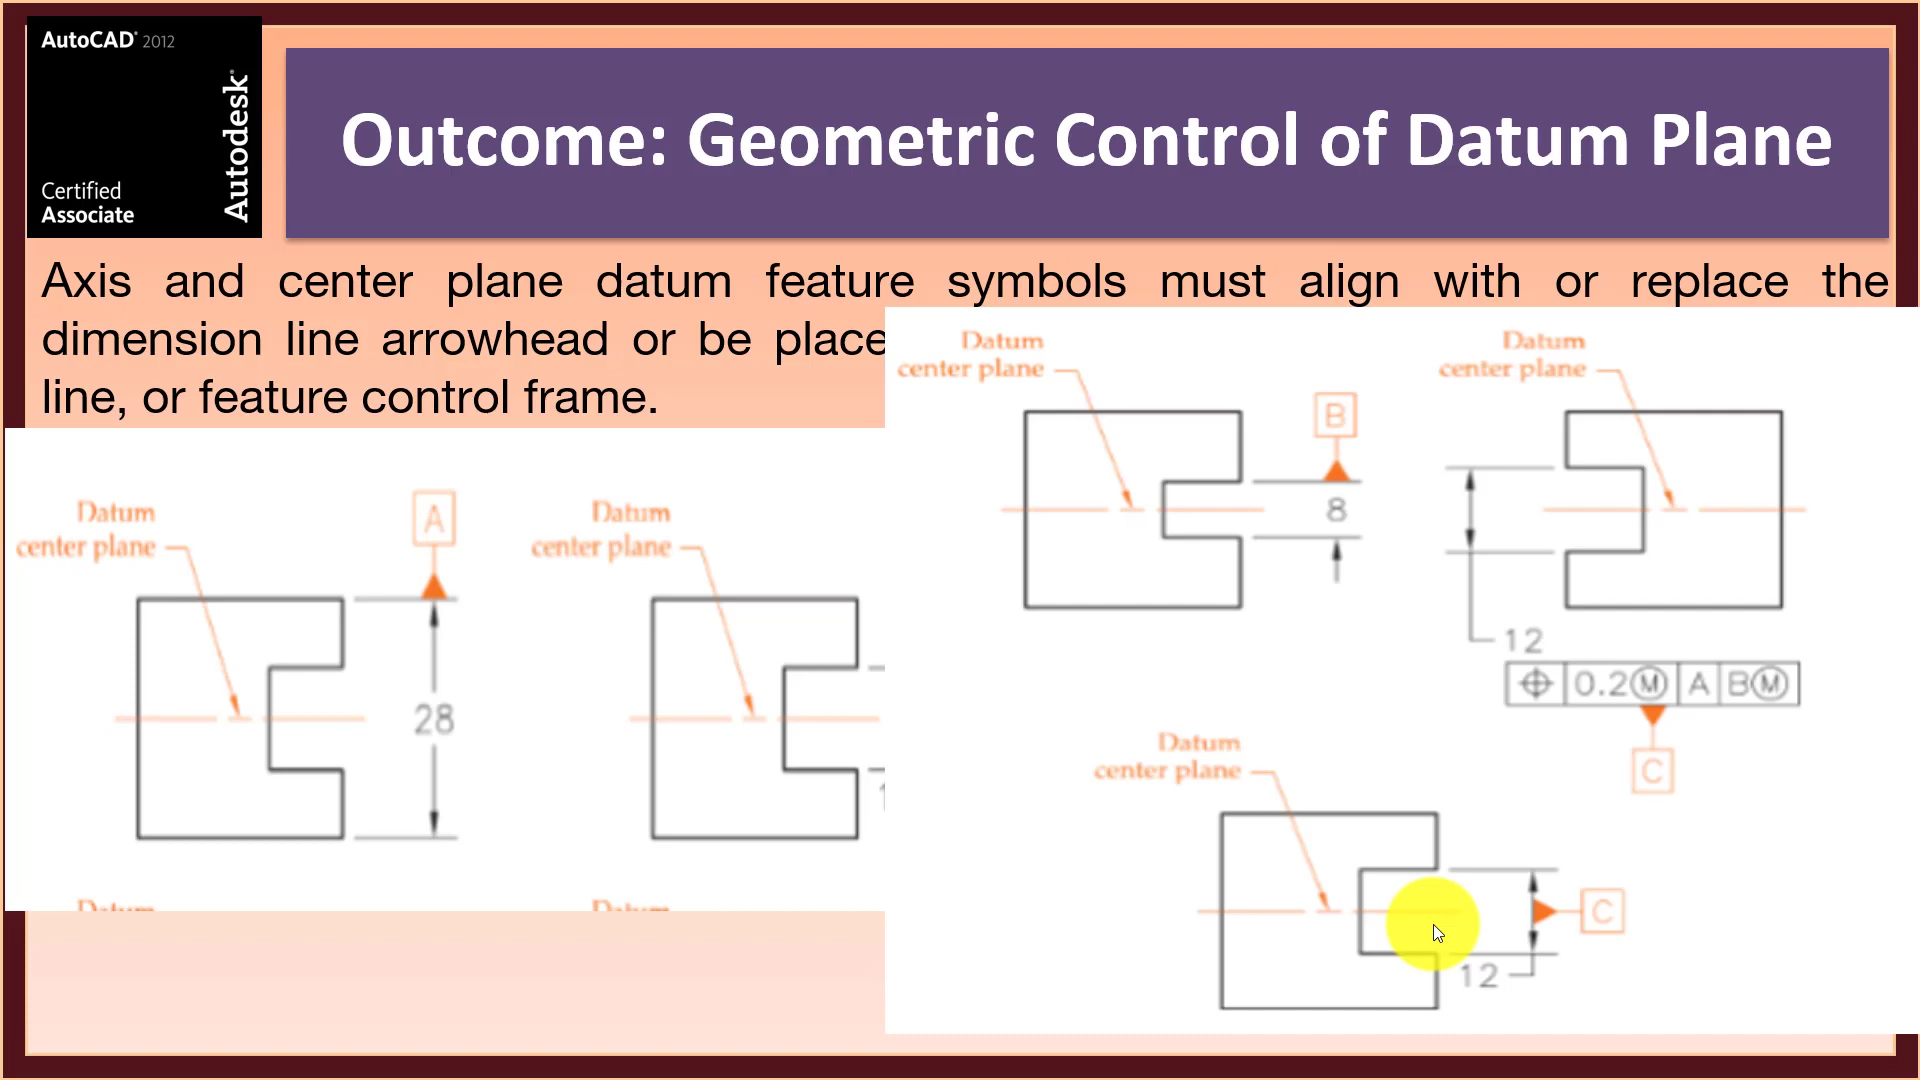 AutoCAD 2012
Autodesk
Certified
Associate
Outcome: Geometric Control of Datum Plane
Axis and center plane datum feature symbols must align with or replace the
dimension line arrowhead or be place
line, or feature control frame.
Datum
center plane
A
28
Datum
center plane
Datum
Datum
Datum
center plane
B
8
Datum
center plane
12
0.2 Ⓜ A B Ⓜ
C
Datum
center plane
C
12